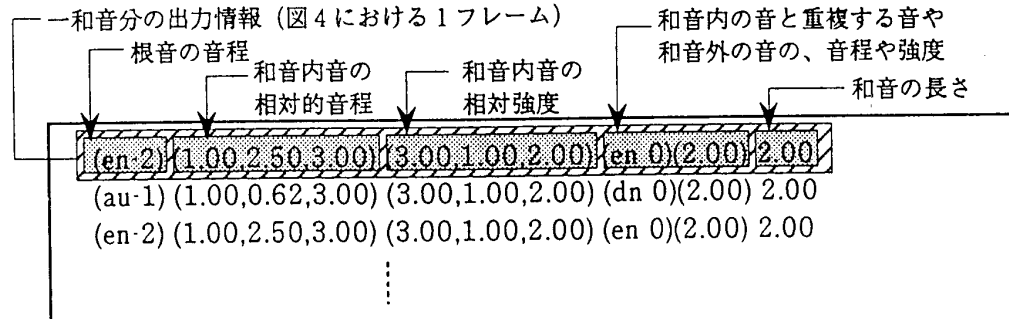 一和音分の出力情報（図4における1フレーム）
根音の音程
和音内音の
相対的音程
和音内音の
相対強度
和音内の音と重複する音や
和音外の音の、音程や強度
和音の長さ
(en-2) (1.00,2.50,3.00) (3.00,1.00,2.00) (en 0)(2.00) 2.00
(au-1) (1.00,0.62,3.00) (3.00,1.00,2.00) (dn 0)(2.00) 2.00
(en-2) (1.00,2.50,3.00) (3.00,1.00,2.00) (en 0)(2.00) 2.00